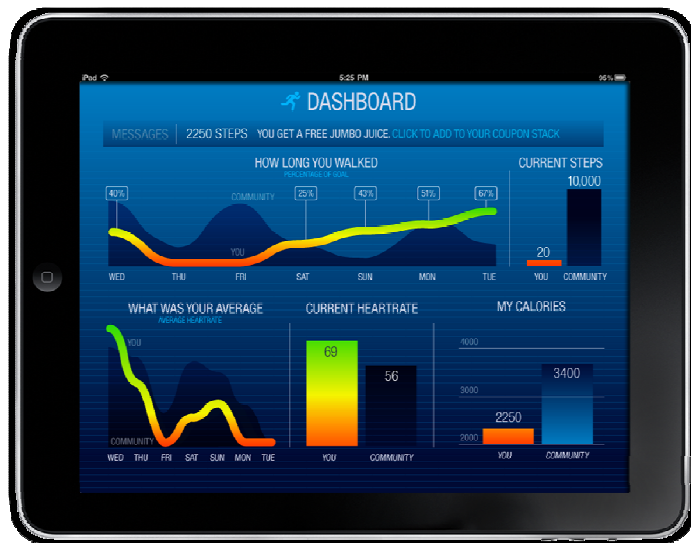 iPod 5:25 PM 95%
DASHBOARD
MESSAGES 2250 STEPS YOU GET A FREE JUMBO JUICE. CLICK TO ADD TO YOUR COUPON STACK
HOW LONG YOU WALKED
PERCENTAGE OF GOAL
40% COMMUNITY 25% 43% 51% 67%
YOU
WED THU FRI SAT SUN MON TUE
CURRENT STEPS
10,000
20
YOU COMMUNITY
WHAT WAS YOUR AVERAGE
AVERAGE HEARTRATE
YOU
COMMUNITY
WED THU FRI SAT SUN MON TUE
CURRENT HEARTRATE
69
56
YOU COMMUNITY
MY CALORIES
4000
3400
3000
2250
2000
YOU COMMUNITY